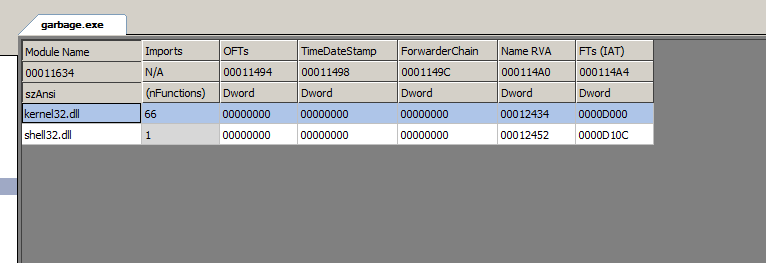 garbage.exe
Module Name Imports OFTs TimeDateStamp ForwarderChain Name RVA FTs (IAT)
00011634 N/A 00011494 00011498 0001149C 000114A0 000114A4
szAnsi (nFunctions) Dword Dword Dword Dword Dword
kernel32.dll 66 00000000 00000000 00000000 00012434 0000D000
shell32.dll 1 00000000 00000000 00000000 00012452 0000D10C